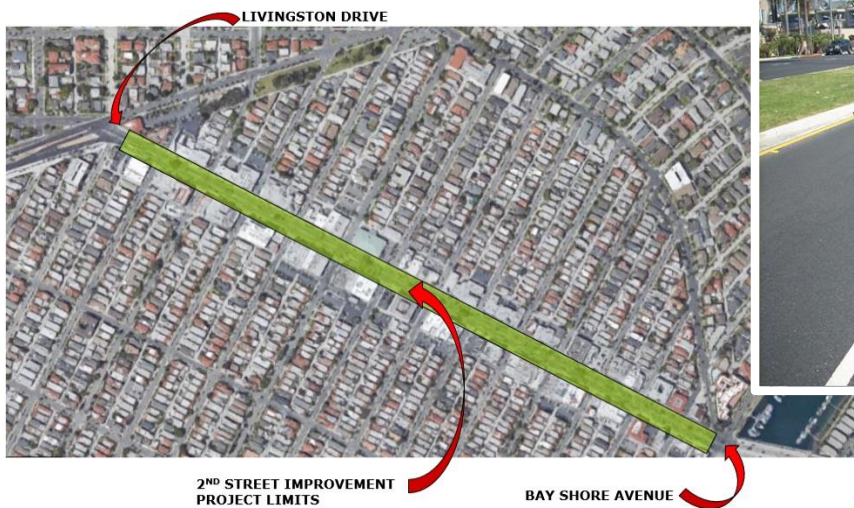 LIVINGSTON DRIVE
2ND STREET IMPROVEMENT
PROJECT LIMITS
BAY SHORE AVENUE